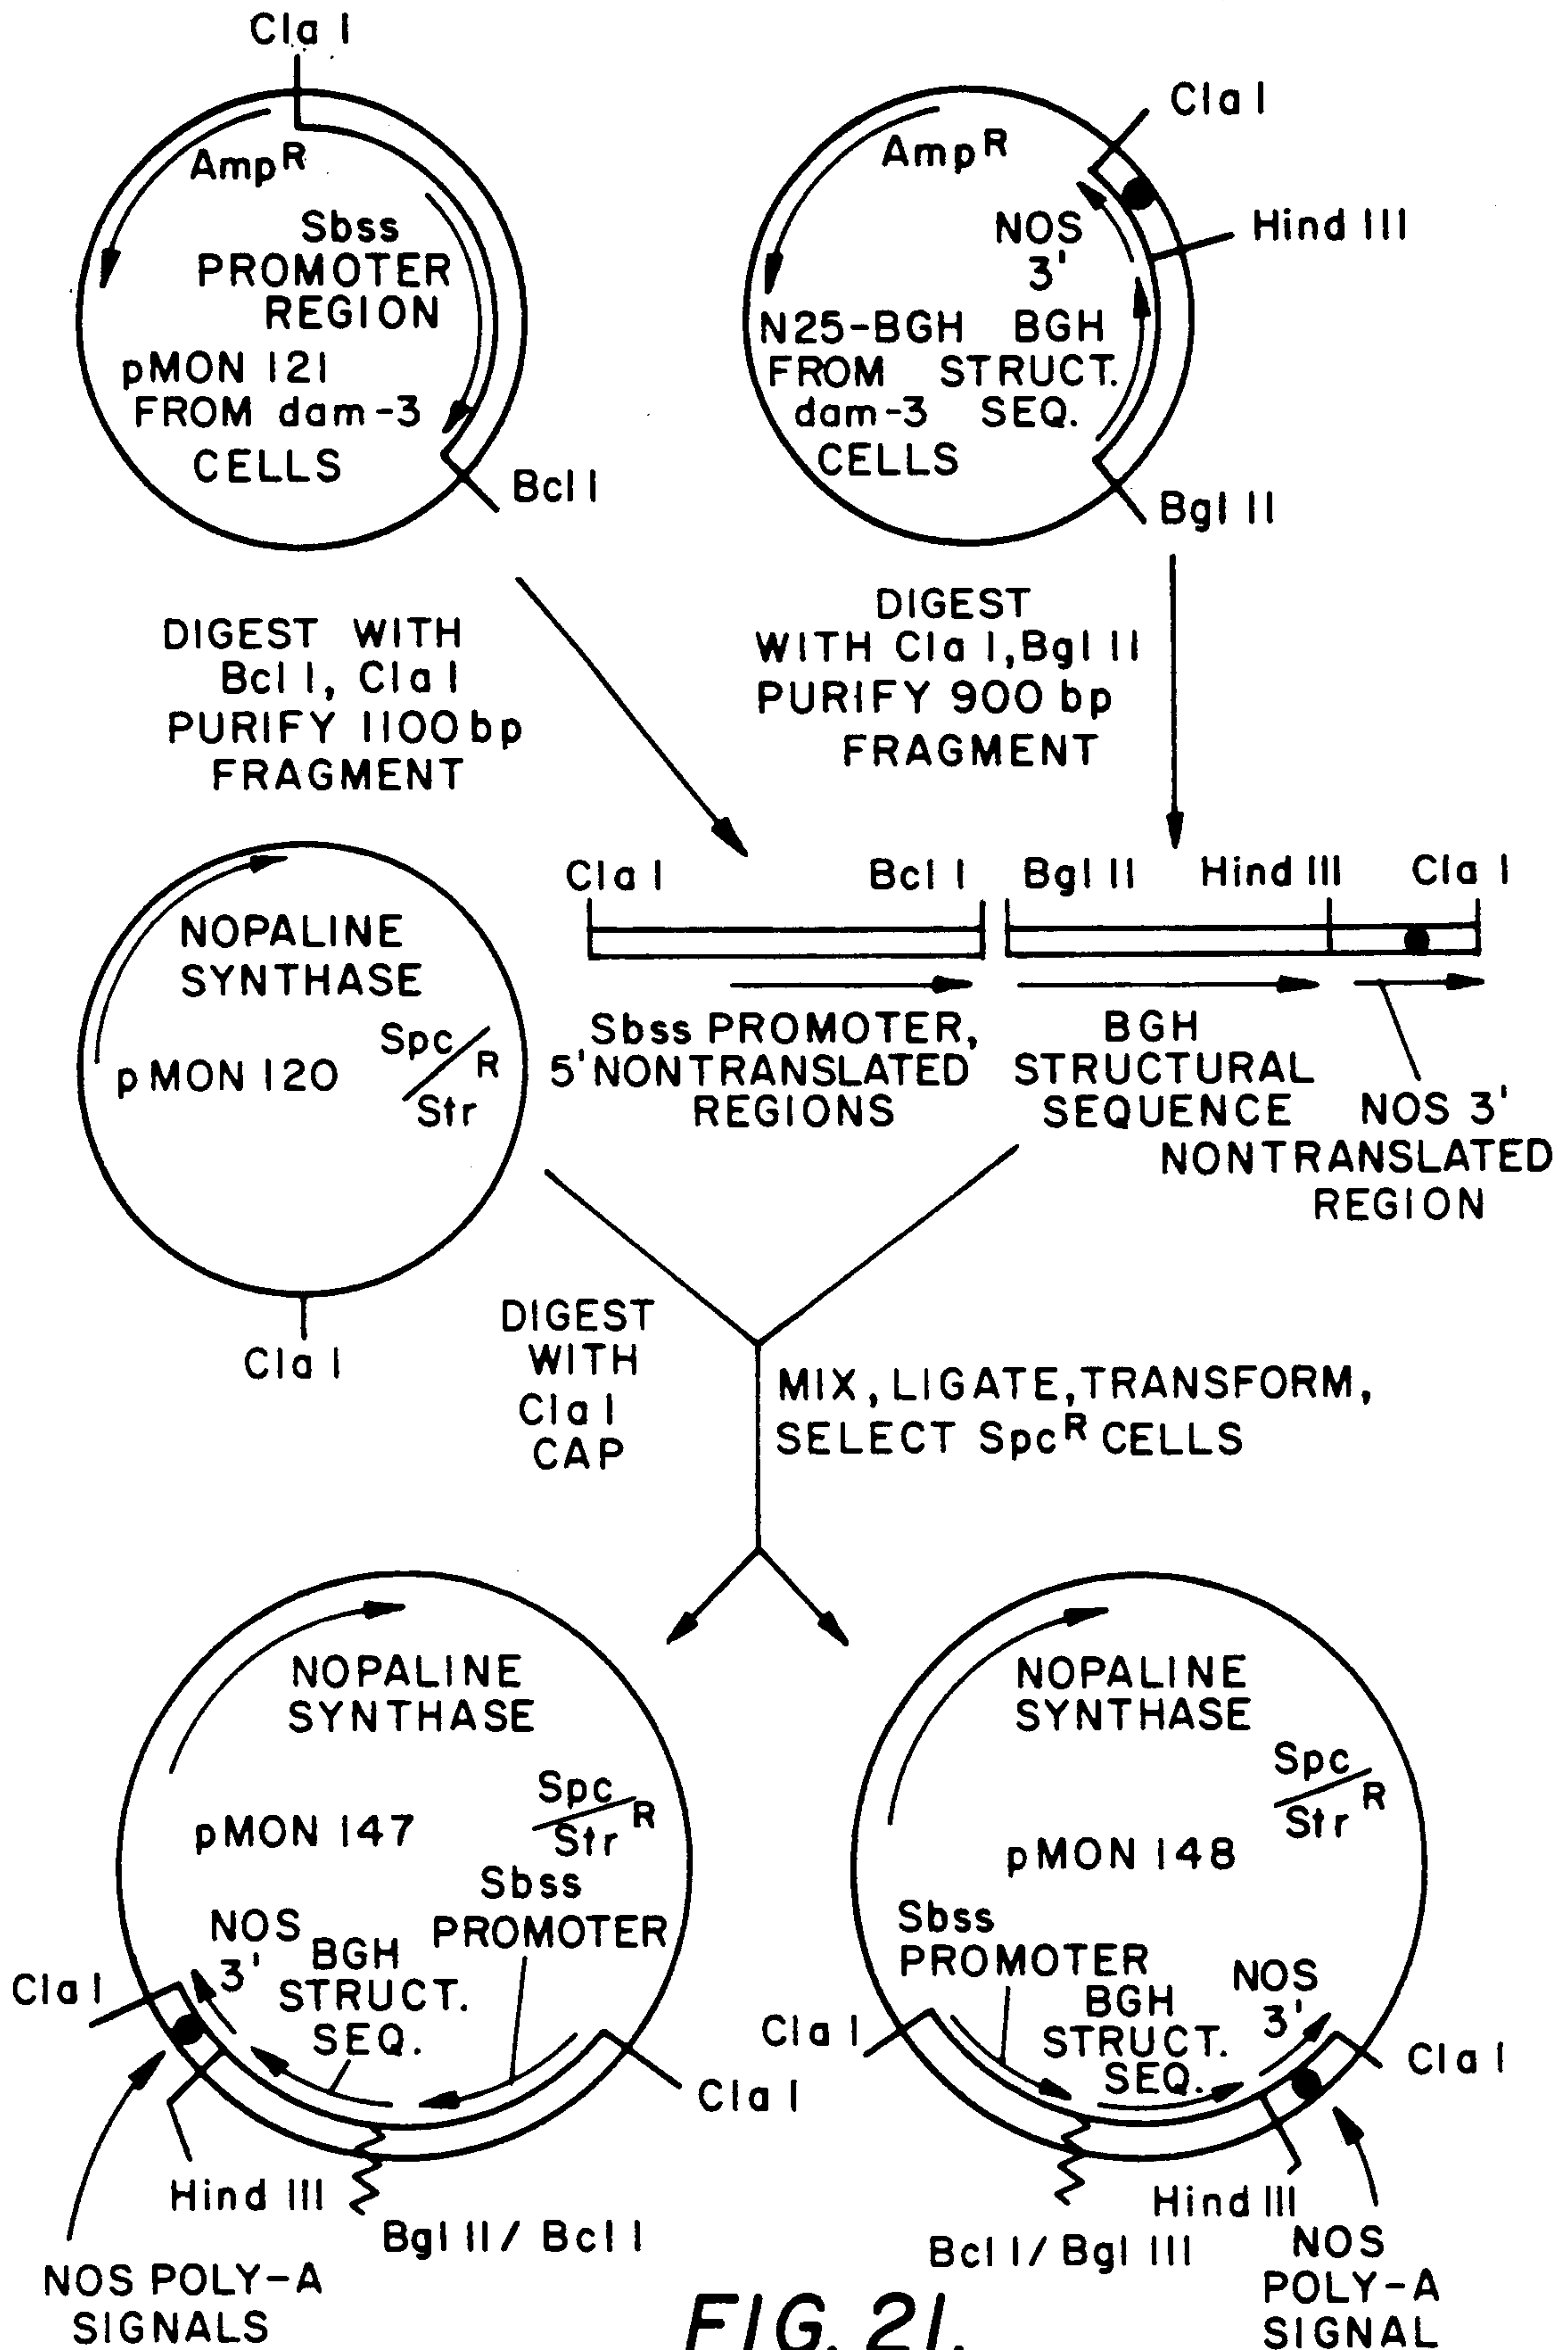 Cla I
Amp R
Sbss
PROMOTER
REGION
pMON 121
FROM dam-3
CELLS
Bcl I
Cla I
Amp R
Hind III
NOS
3'
N25-BGH
FROM
dam-3
CELLS
BGH
STRUCT.
SEQ.
Bgl II
DIGEST WITH
Bcl I, Cla I
PURIFY 1100 bp
FRAGMENT
DIGEST
WITH Cla I, Bgl II
PURIFY 900 bp
FRAGMENT
Cla I Bcl I Bgl II Hind III Cla I
NOPALINE
SYNTHASE
pMON 120
Spc/Str R
Cla I
Sbss PROMOTER,
5' NONTRANSLATED
REGIONS
BGH
STRUCTURAL
SEQUENCE
NOS 3'
NONTRANSLATED
REGION
DIGEST
WITH
Cla I
CAP
MIX, LIGATE, TRANSFORM,
SELECT Spc R CELLS
NOPALINE
SYNTHASE
pMON 147
Spc/Str R
Sbss
PROMOTER
NOS
3'
BGH
STRUCT.
SEQ.
Cla I
Cla I
Hind III
Bgl II / Bcl I
NOS POLY-A
SIGNALS
NOPALINE
SYNTHASE
Spc/Str R
pMON 148
Sbss
PROMOTER
BGH
STRUCT.
SEQ.
NOS
3'
Cla I
Cla I
Hind III
Bcl I / Bgl III
NOS
POLY-A
SIGNAL
FIG. 21.